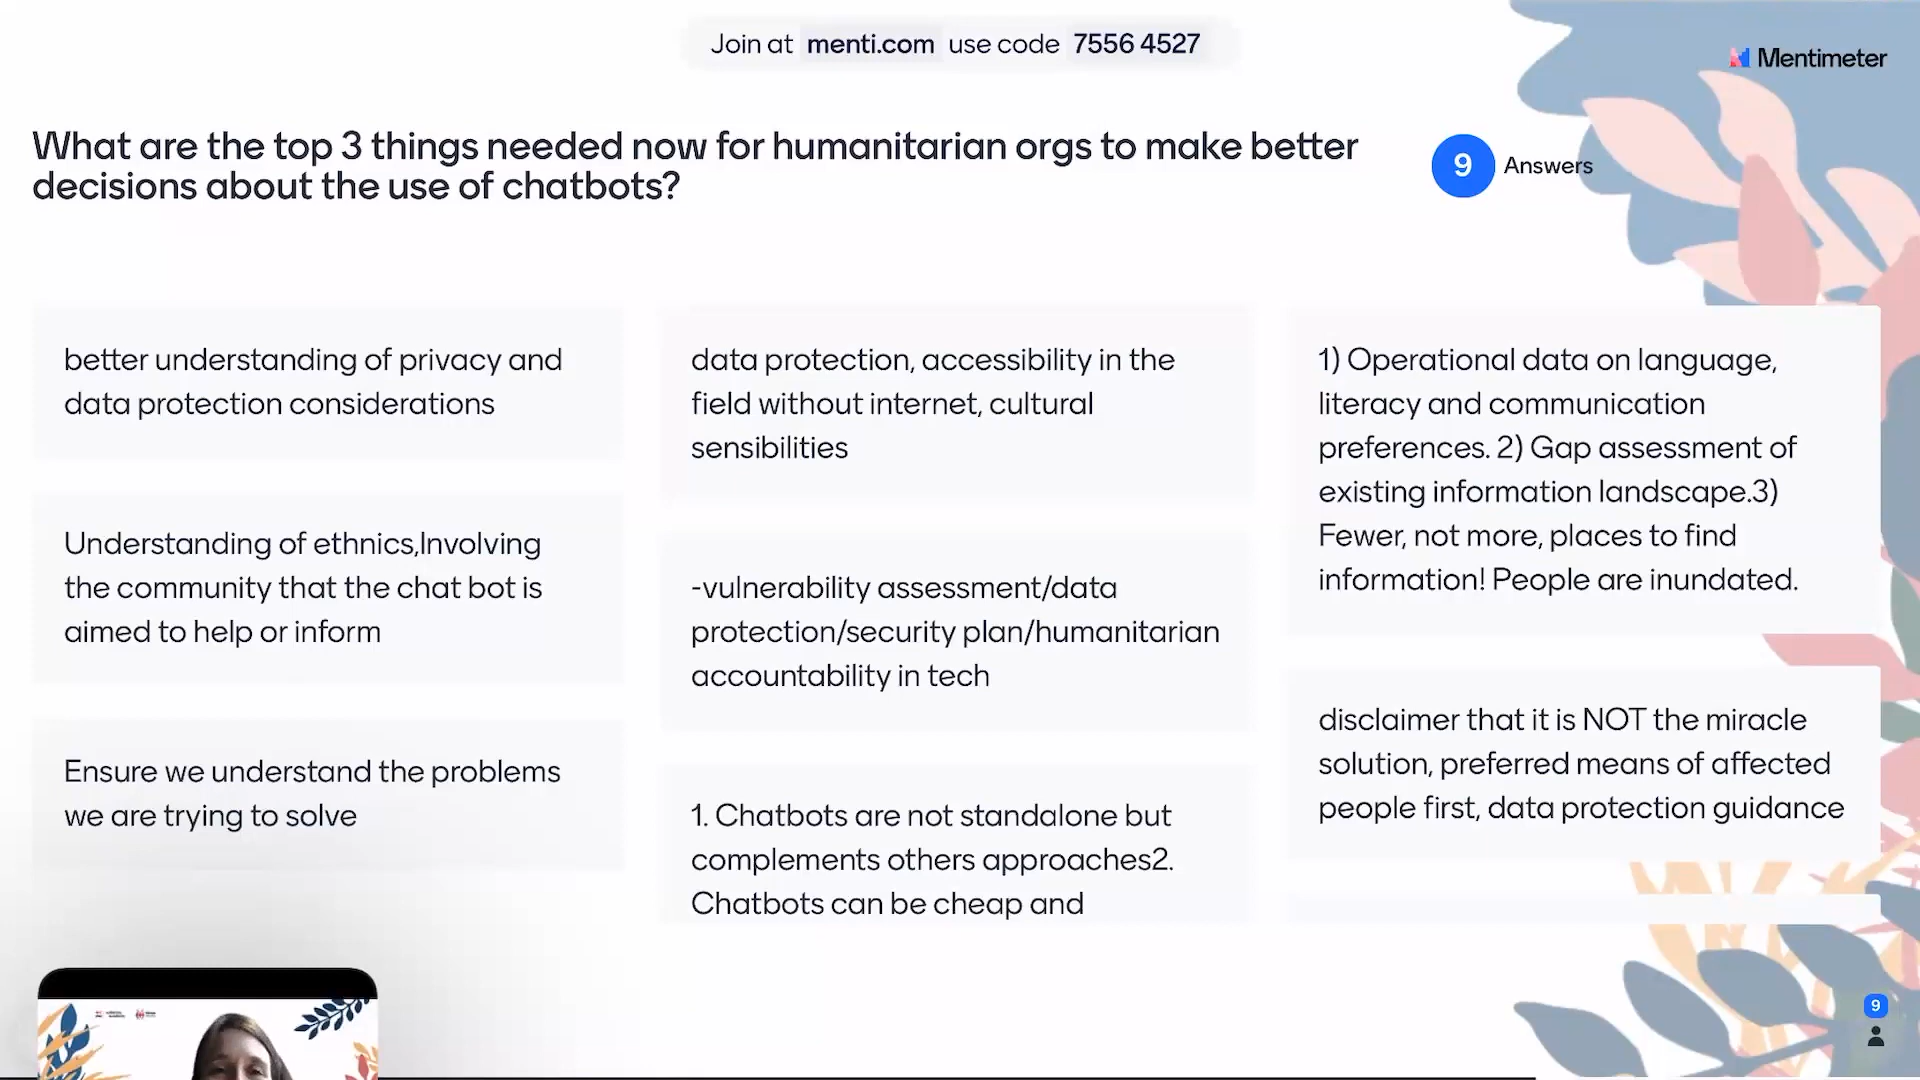 Join at menti.com use code 7556 4527
Mentimeter
What are the top 3 things needed now for humanitarian orgs to make better
decisions about the use of chatbots?
9 Answers
better understanding of privacy and
data protection considerations
Understanding of ethnics,Involving
the community that the chat bot is
aimed to help or inform
Ensure we understand the problems
we are trying to solve
data protection, accessibility in the
field without internet, cultural
sensibilities
-vulnerability assessment/data
protection/security plan/humanitarian
accountability in tech
1. Chatbots are not standalone but
complements others approaches2.
Chatbots can be cheap and
1) Operational data on language,
literacy and communication
preferences. 2) Gap assessment of
existing information landscape.3)
Fewer, not more, places to find
information! People are inundated.
disclaimer that it is NOT the miracle
solution, preferred means of affected
people first, data protection guidance
9